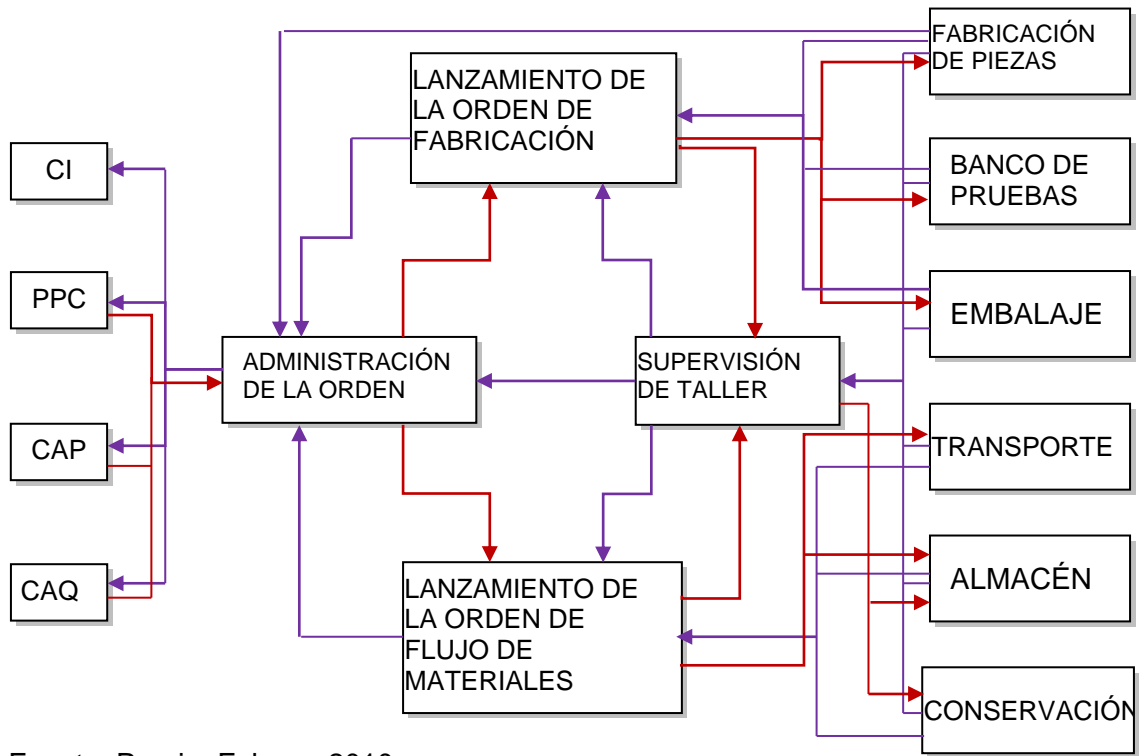 FABRICACIÓN
DE PIEZAS
LANZAMIENTO DE
LA ORDEN DE
FABRICACIÓN
CI
BANCO DE
PRUEBAS
PPC
EMBALAJE
ADMINISTRACIÓN
DE LA ORDEN
SUPERVISIÓN
DE TALLER
CAP
TRANSPORTE
CAQ
LANZAMIENTO DE
LA ORDEN DE
FLUJO DE
MATERIALES
ALMACÉN
CONSERVACIÓN